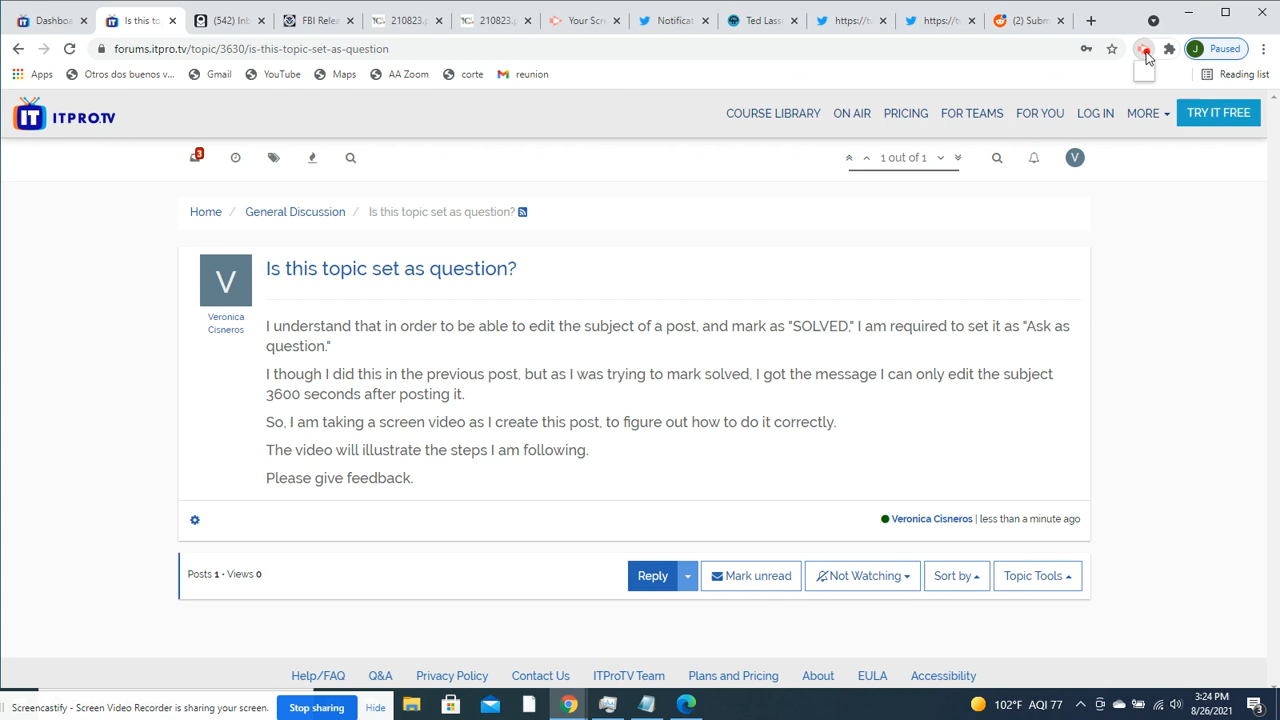 Dashboa
Is this to
(542) Inb
FBI Relea
210823.p
210823.p
Your Scre
Notificat
Ted Lasso
https://tw
https://tw
(2) Subm
forums.itpro.tv/topic/3630/is-this-topic-set-as-question
J Paused
Apps
Otros dos buenos v...
Gmail
YouTube
Maps
AA Zoom
corte
reunion
Reading list
IT ITPRO.TV
COURSE LIBRARY ON AIR PRICING FOR TEAMS FOR YOU LOG IN MORE TRY IT FREE
3
1 out of 1
V
Home / General Discussion / Is this topic set as question?
V
Veronica
Cisneros
Is this topic set as question?
I understand that in order to be able to edit the subject of a post, and mark as "SOLVED," I am required to set it as "Ask as
question."
I though I did this in the previous post, but as I was trying to mark solved, I got the message I can only edit the subject
3600 seconds after posting it.
So, I am taking a screen video as I create this post, to figure out how to do it correctly.
The video will illustrate the steps I am following.
Please give feedback.
Veronica Cisneros | less than a minute ago
Posts 1 • Views 0
Reply
Mark unread
Not Watching
Sort by
Topic Tools
Help/FAQ Q&A Privacy Policy Contact Us ITProTV Team Plans and Pricing About EULA Accessibility
Screencastify - Screen Video Recorder is sharing your screen. Stop sharing Hide
102°F AQI 77
3:24 PM
8/26/2021
3